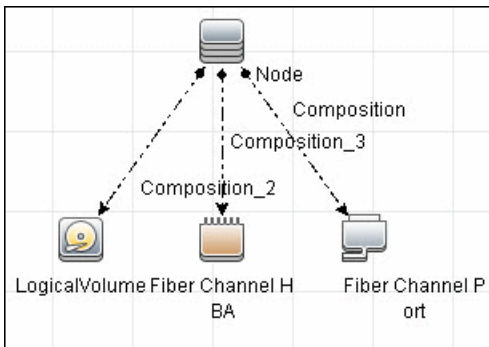 Node
Composition
Composition_3
Composition_2
LogicalVolume
Fiber Channel H
BA
Fiber Channel P
ort